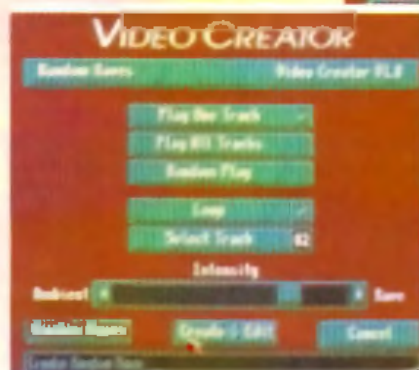 VIDEO CREATOR
Random Raves Video Creator V1.0
Play One Track
Play All Tracks
Random Play
Loop
Select Track 02
Intensity
Ambient Rave
Create & Edit
Cancel